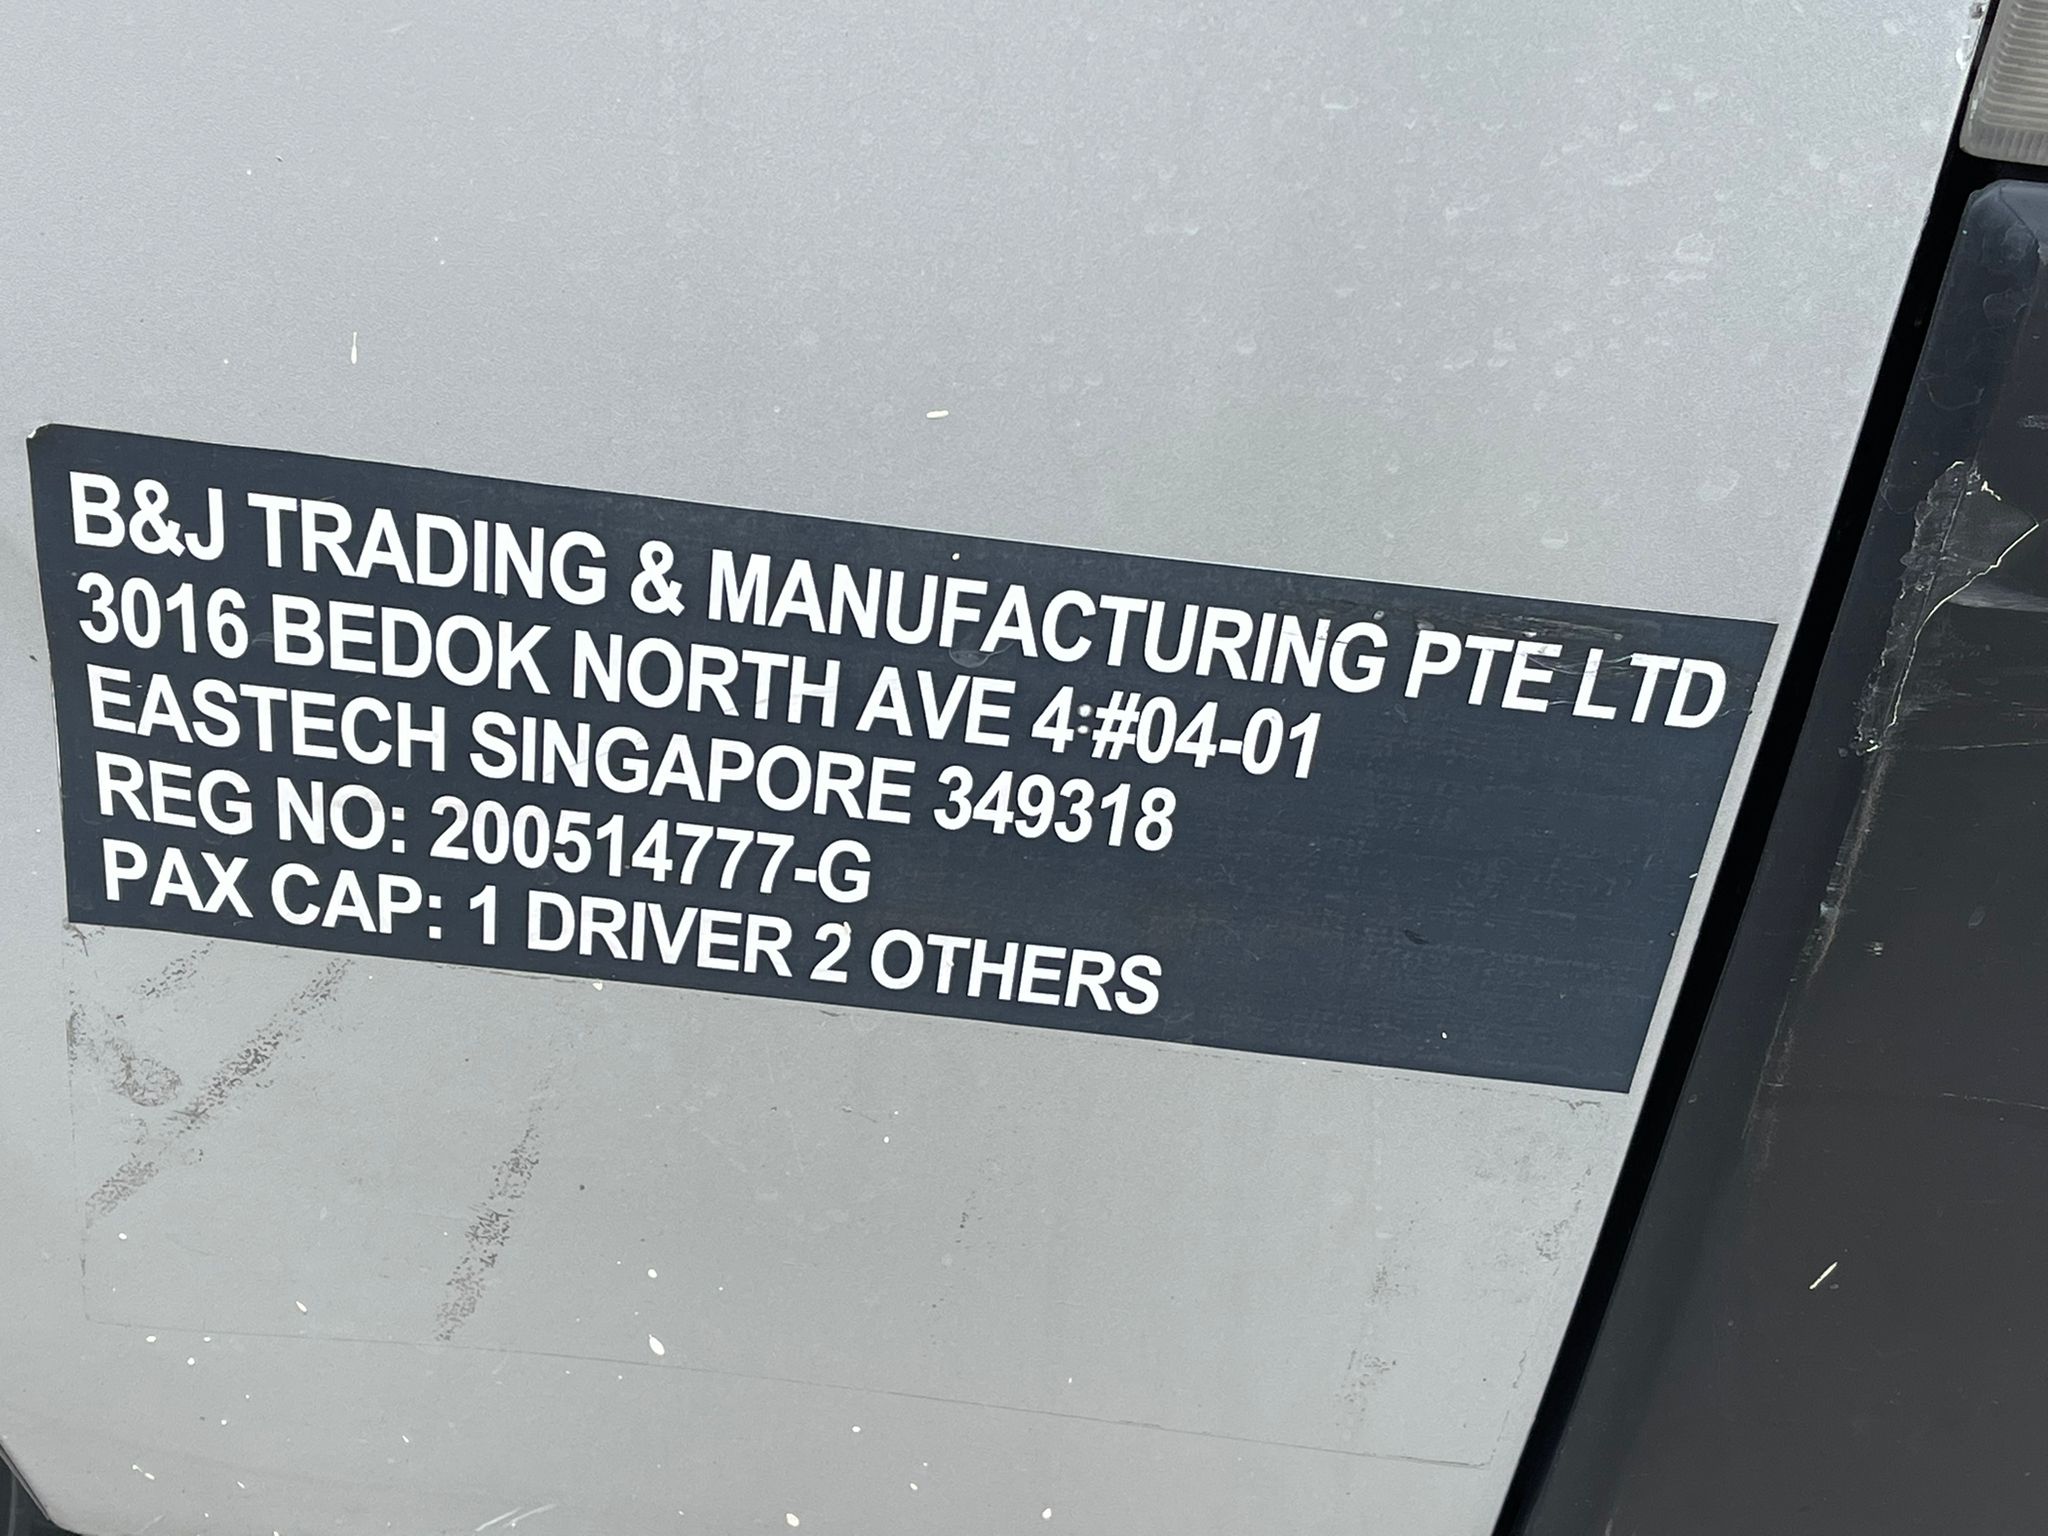 B&J TRADING & MANUFACTURING PTE LTD
3016 BEDOK NORTH AVE 4 #04-01
EASTECH SINGAPORE 349318
REG NO: 200514777-G
PAX CAP: 1 DRIVER 2 OTHERS